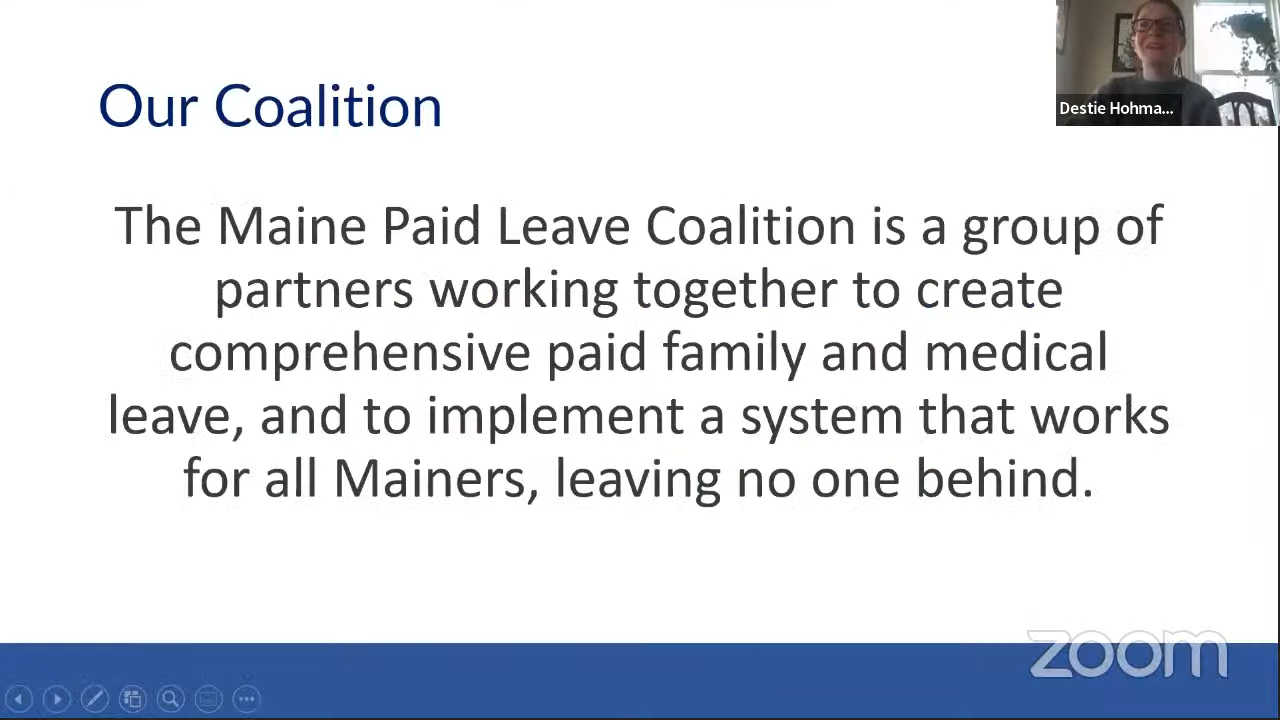 Our Coalition
Destie Hohma...
The Maine Paid Leave Coalition is a group of
partners working together to create
comprehensive paid family and medical
leave, and to implement a system that works
for all Mainers, leaving no one behind.
zoom